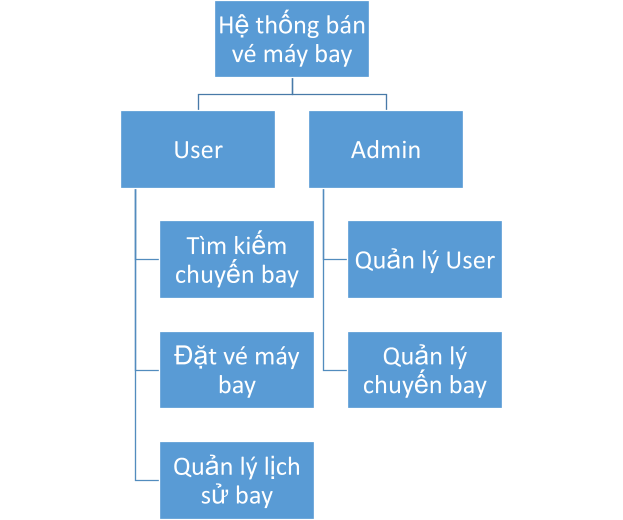 Hệ thống bán
vé máy bay
User
Admin
Tìm kiếm
chuyến bay
Quản lý User
Đặt vé máy
bay
Quản lý
chuyến bay
Quản lý lịch
sử bay